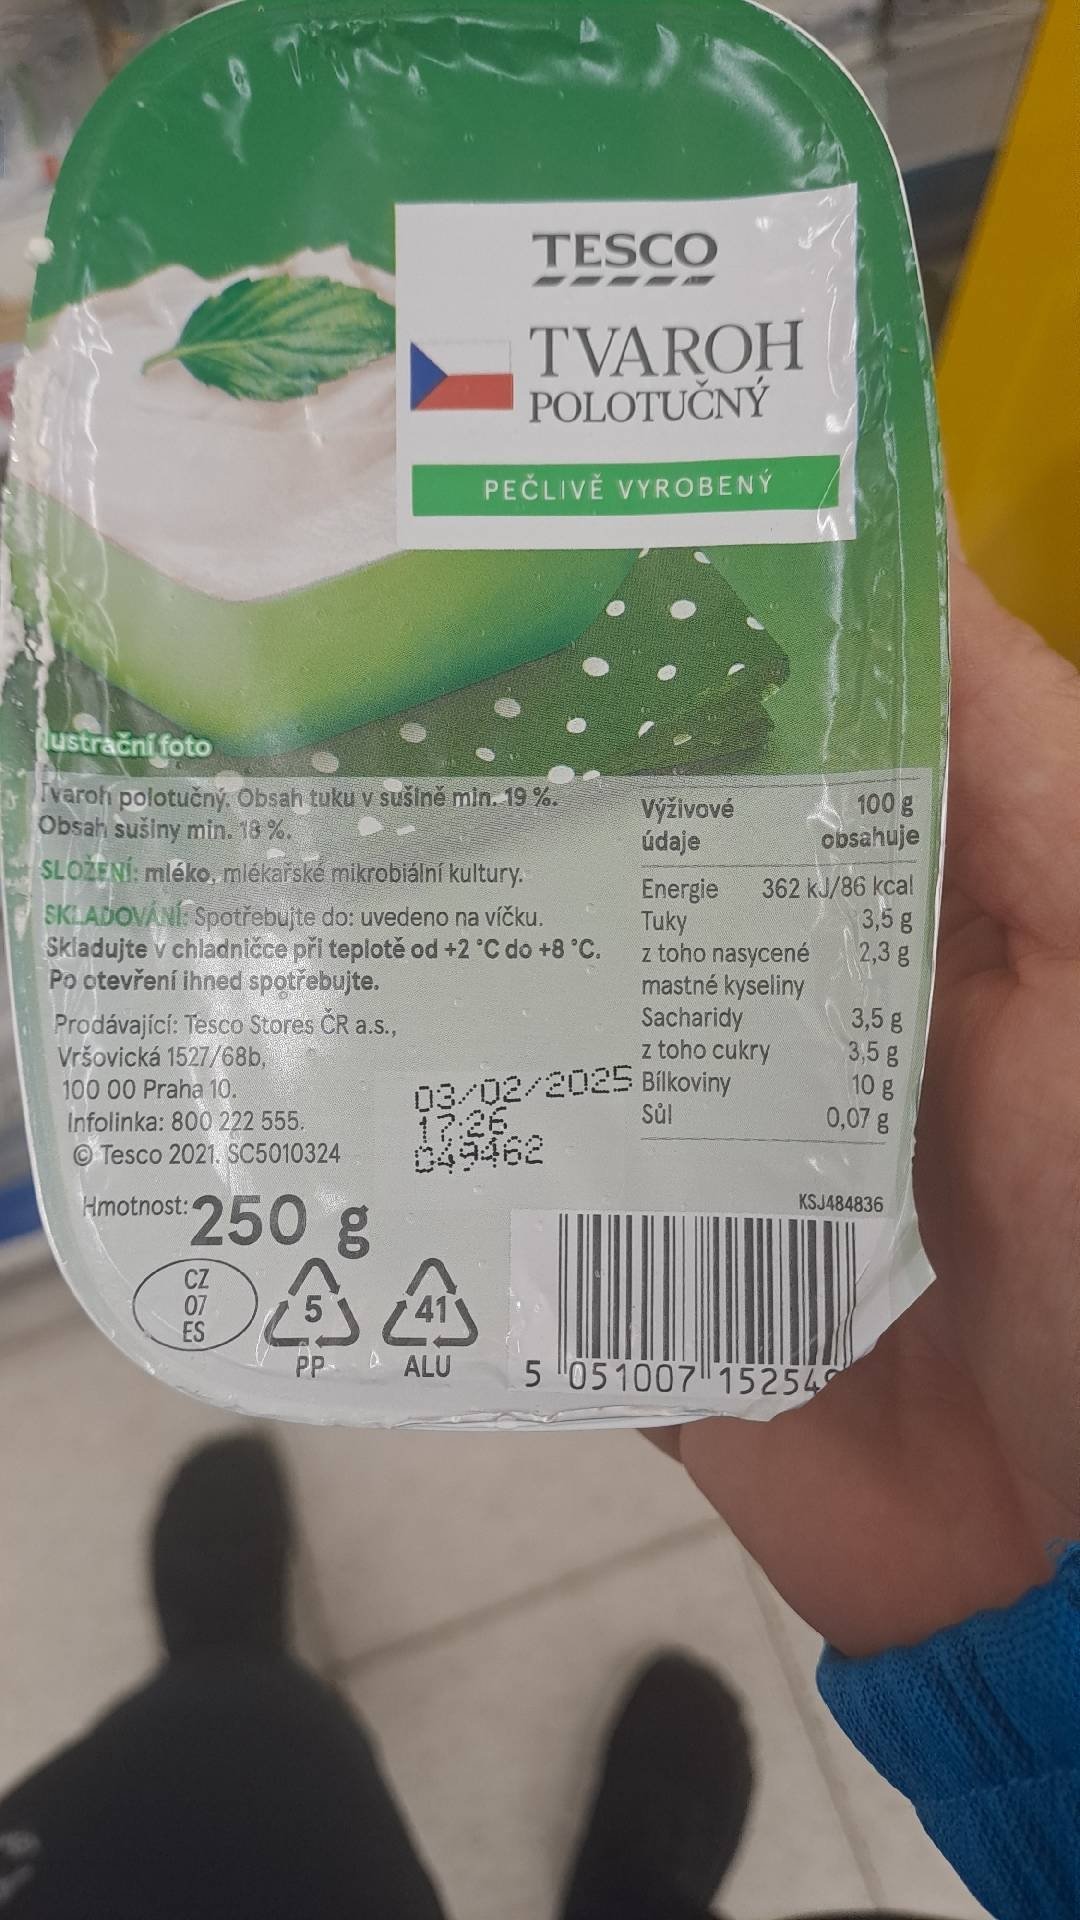 TESCO
TVAROH
POLOTUČNÝ
PEČLIVĚ VYROBENÝ
lustrační foto
Tvaroh polotučný. Obsah tuku v sušině min. 19 %.
Obsah sušiny min. 18 %.
SLOŽENÍ: mléko, mlékařské mikrobiální kultury.
SKLADOVÁNÍ: Spotřebujte do: uvedeno na víčku.
Skladujte v chladničce při teplotě od +2 °C do +8 °C.
Po otevření ihned spotřebujte.
Prodávající: Tesco Stores ČR a.s.,
Vršovická 1527/68b,
100 00 Praha 10.
Infolinka: 800 222 555.
© Tesco 2021. SC5010324
03/02/2025
17:26
049462
Výživové 100 g
údaje obsahuje
Energie 362 kJ/86 kcal
Tuky 3,5 g
z toho nasycené 2,3 g
mastné kyseliny
Sacharidy 3,5 g
z toho cukry 3,5 g
Bílkoviny 10 g
Sůl 0,07 g
Hmotnost: 250 g
CZ
07
ES
5
PP
41
ALU
KSJ484836
5 051007 15254